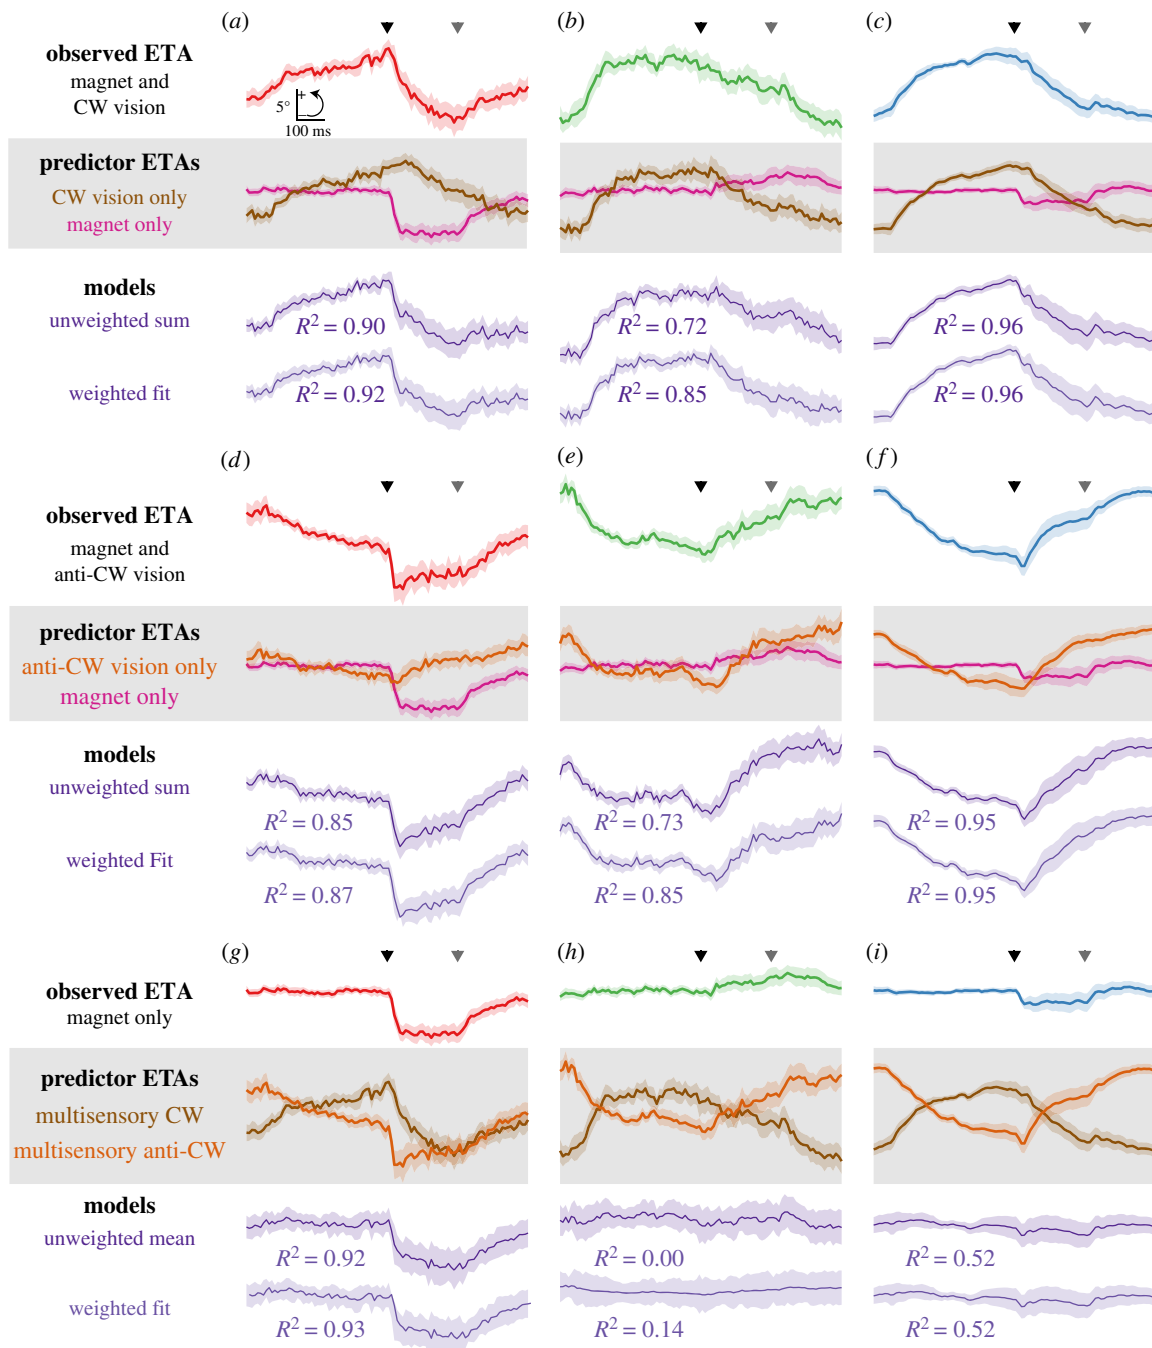 (a) (b) (c)
observed ETA
magnet and
CW vision
+
5°
–
100 ms
predictor ETAs
CW vision only
magnet only
models
unweighted sum
R² = 0.90 R² = 0.72 R² = 0.96
weighted fit
R² = 0.92 R² = 0.85 R² = 0.96
(d) (e) (f)
observed ETA
magnet and
anti-CW vision
predictor ETAs
anti-CW vision only
magnet only
models
unweighted sum
R² = 0.85 R² = 0.73 R² = 0.95
weighted Fit
R² = 0.87 R² = 0.85 R² = 0.95
(g) (h) (i)
observed ETA
magnet only
predictor ETAs
multisensory CW
multisensory anti-CW
models
unweighted mean
R² = 0.92 R² = 0.00 R² = 0.52
weighted fit
R² = 0.93 R² = 0.14 R² = 0.52